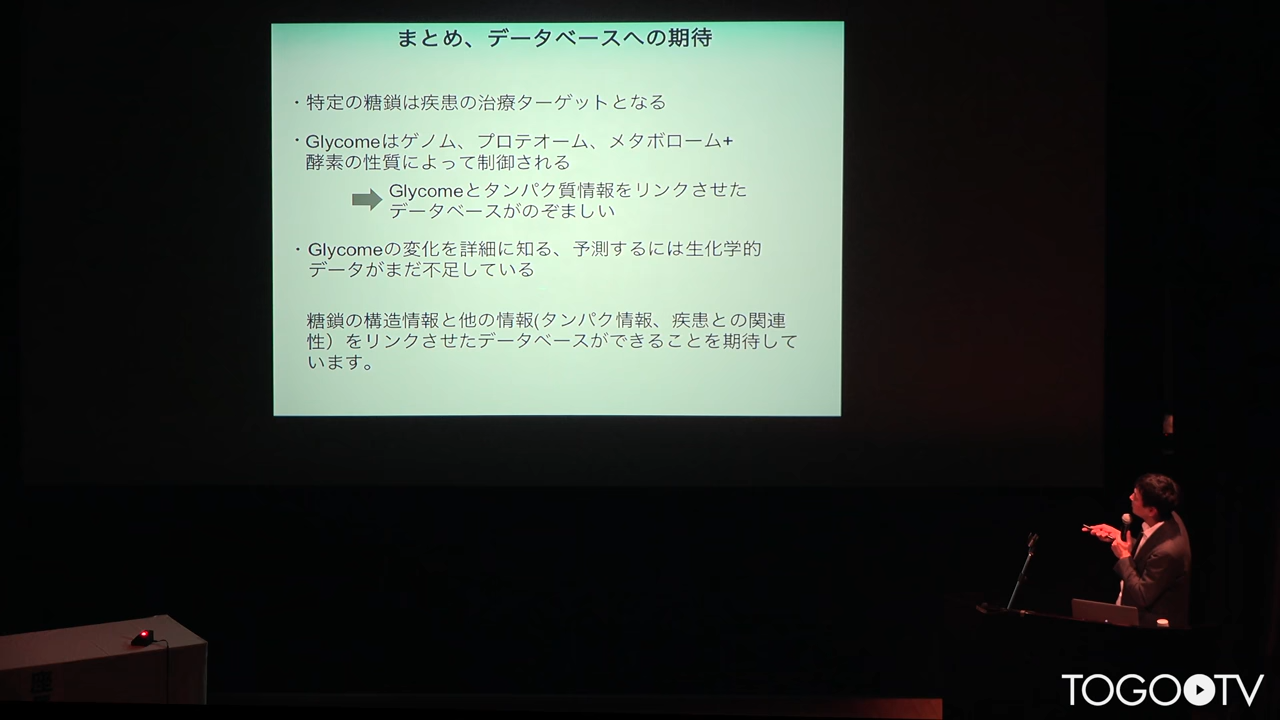 まとめ、データベースへの期待
・特定の糖鎖は疾患の治療ターゲットとなる
・Glycomeはゲノム、プロテオーム、メタボローム+
酵素の性質によって制御される
Glycomeとタンパク質情報をリンクさせた
データベースがのぞましい
・Glycomeの変化を詳細に知る、予測するには生化学的
データがまだ不足している
糖鎖の構造情報と他の情報(タンパク情報、疾患との関連
性）をリンクさせたデータベースができることを期待して
います。
TOGOTV